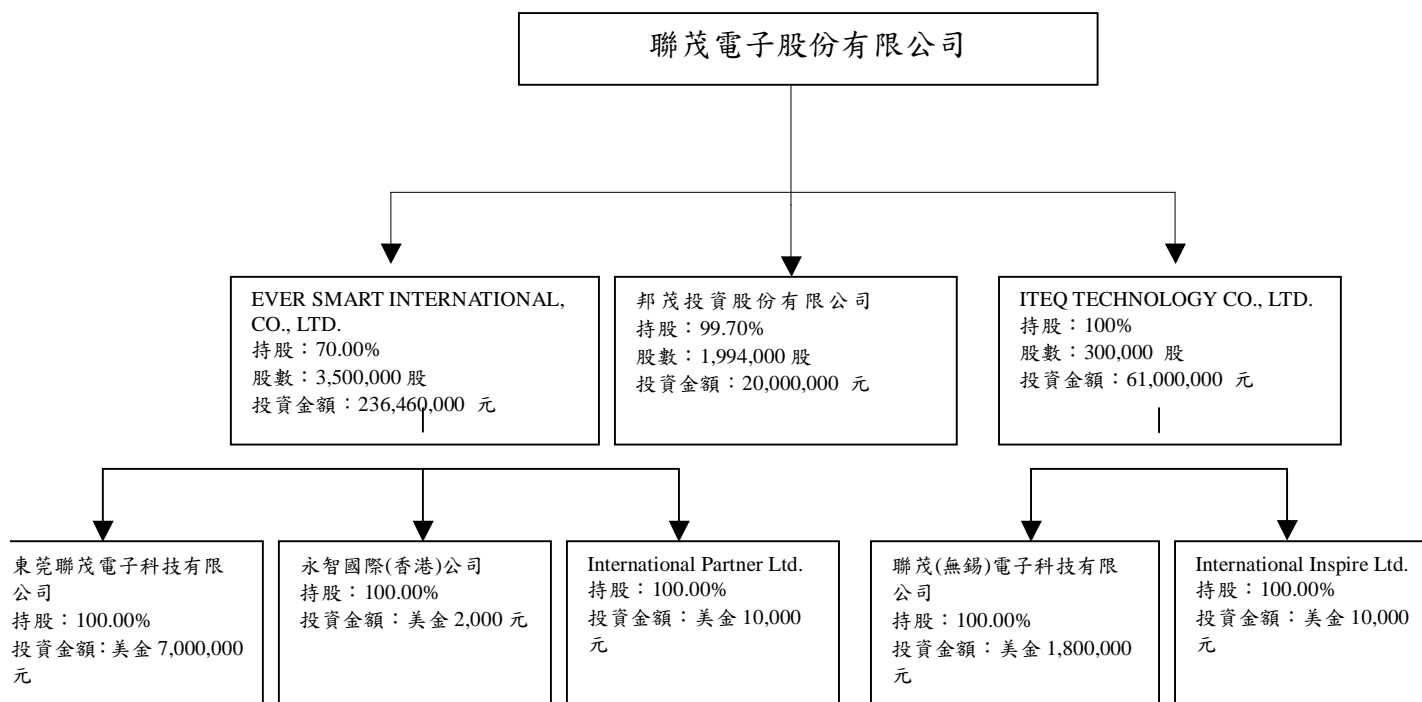 聯茂電子股份有限公司
EVER SMART INTERNATIONAL,
CO., LTD.
持股：70.00%
股數：3,500,000 股
投資金額：236,460,000 元
邦茂投資股份有限公司
持股：99.70%
股數：1,994,000 股
投資金額：20,000,000 元
ITEQ TECHNOLOGY CO., LTD.
持股：100%
股數：300,000 股
投資金額：61,000,000 元
東莞聯茂電子科技有限
公司
持股：100.00%
投資金額：美金 7,000,000
元
永智國際(香港)公司
持股：100.00%
投資金額：美金 2,000 元
International Partner Ltd.
持股：100.00%
投資金額：美金 10,000
元
聯茂(無錫)電子科技有限
公司
持股：100.00%
投資金額：美金 1,800,000
元
International Inspire Ltd.
持股：100.00%
投資金額：美金 10,000
元